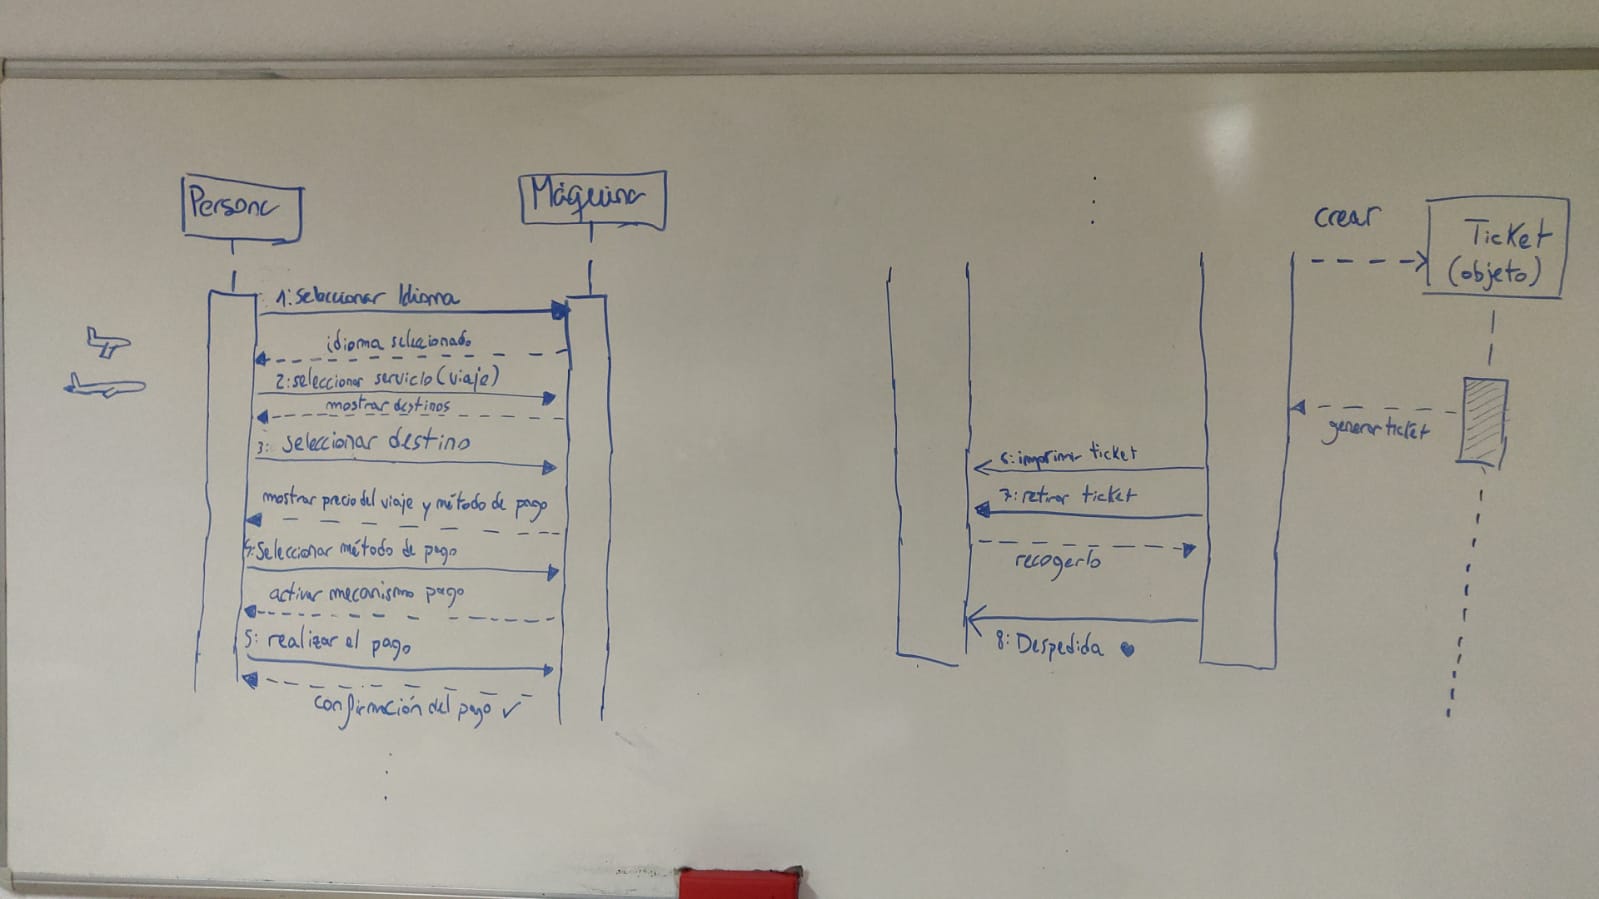 Persona
Máquina
1: seleccionar Idioma
idioma selecionado
2: seleccionar servicio (viaje)
mostrar destinos
3: seleccionar destino
mostrar precio del viaje y método de pago
4: Seleccionar método de pago
activar mecanismo pago
5: realizar el pago
confirmación del pago ✓
crear
Ticket
(objeto)
generar ticket
6: imprimir ticket
7: retirar ticket
recogerlo
8: Despedida ♥